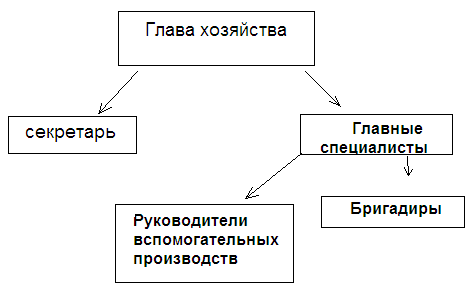 Глава хозяйства
секретарь
Главные
специалисты
Руководители
вспомогательных
производств
Бригадиры